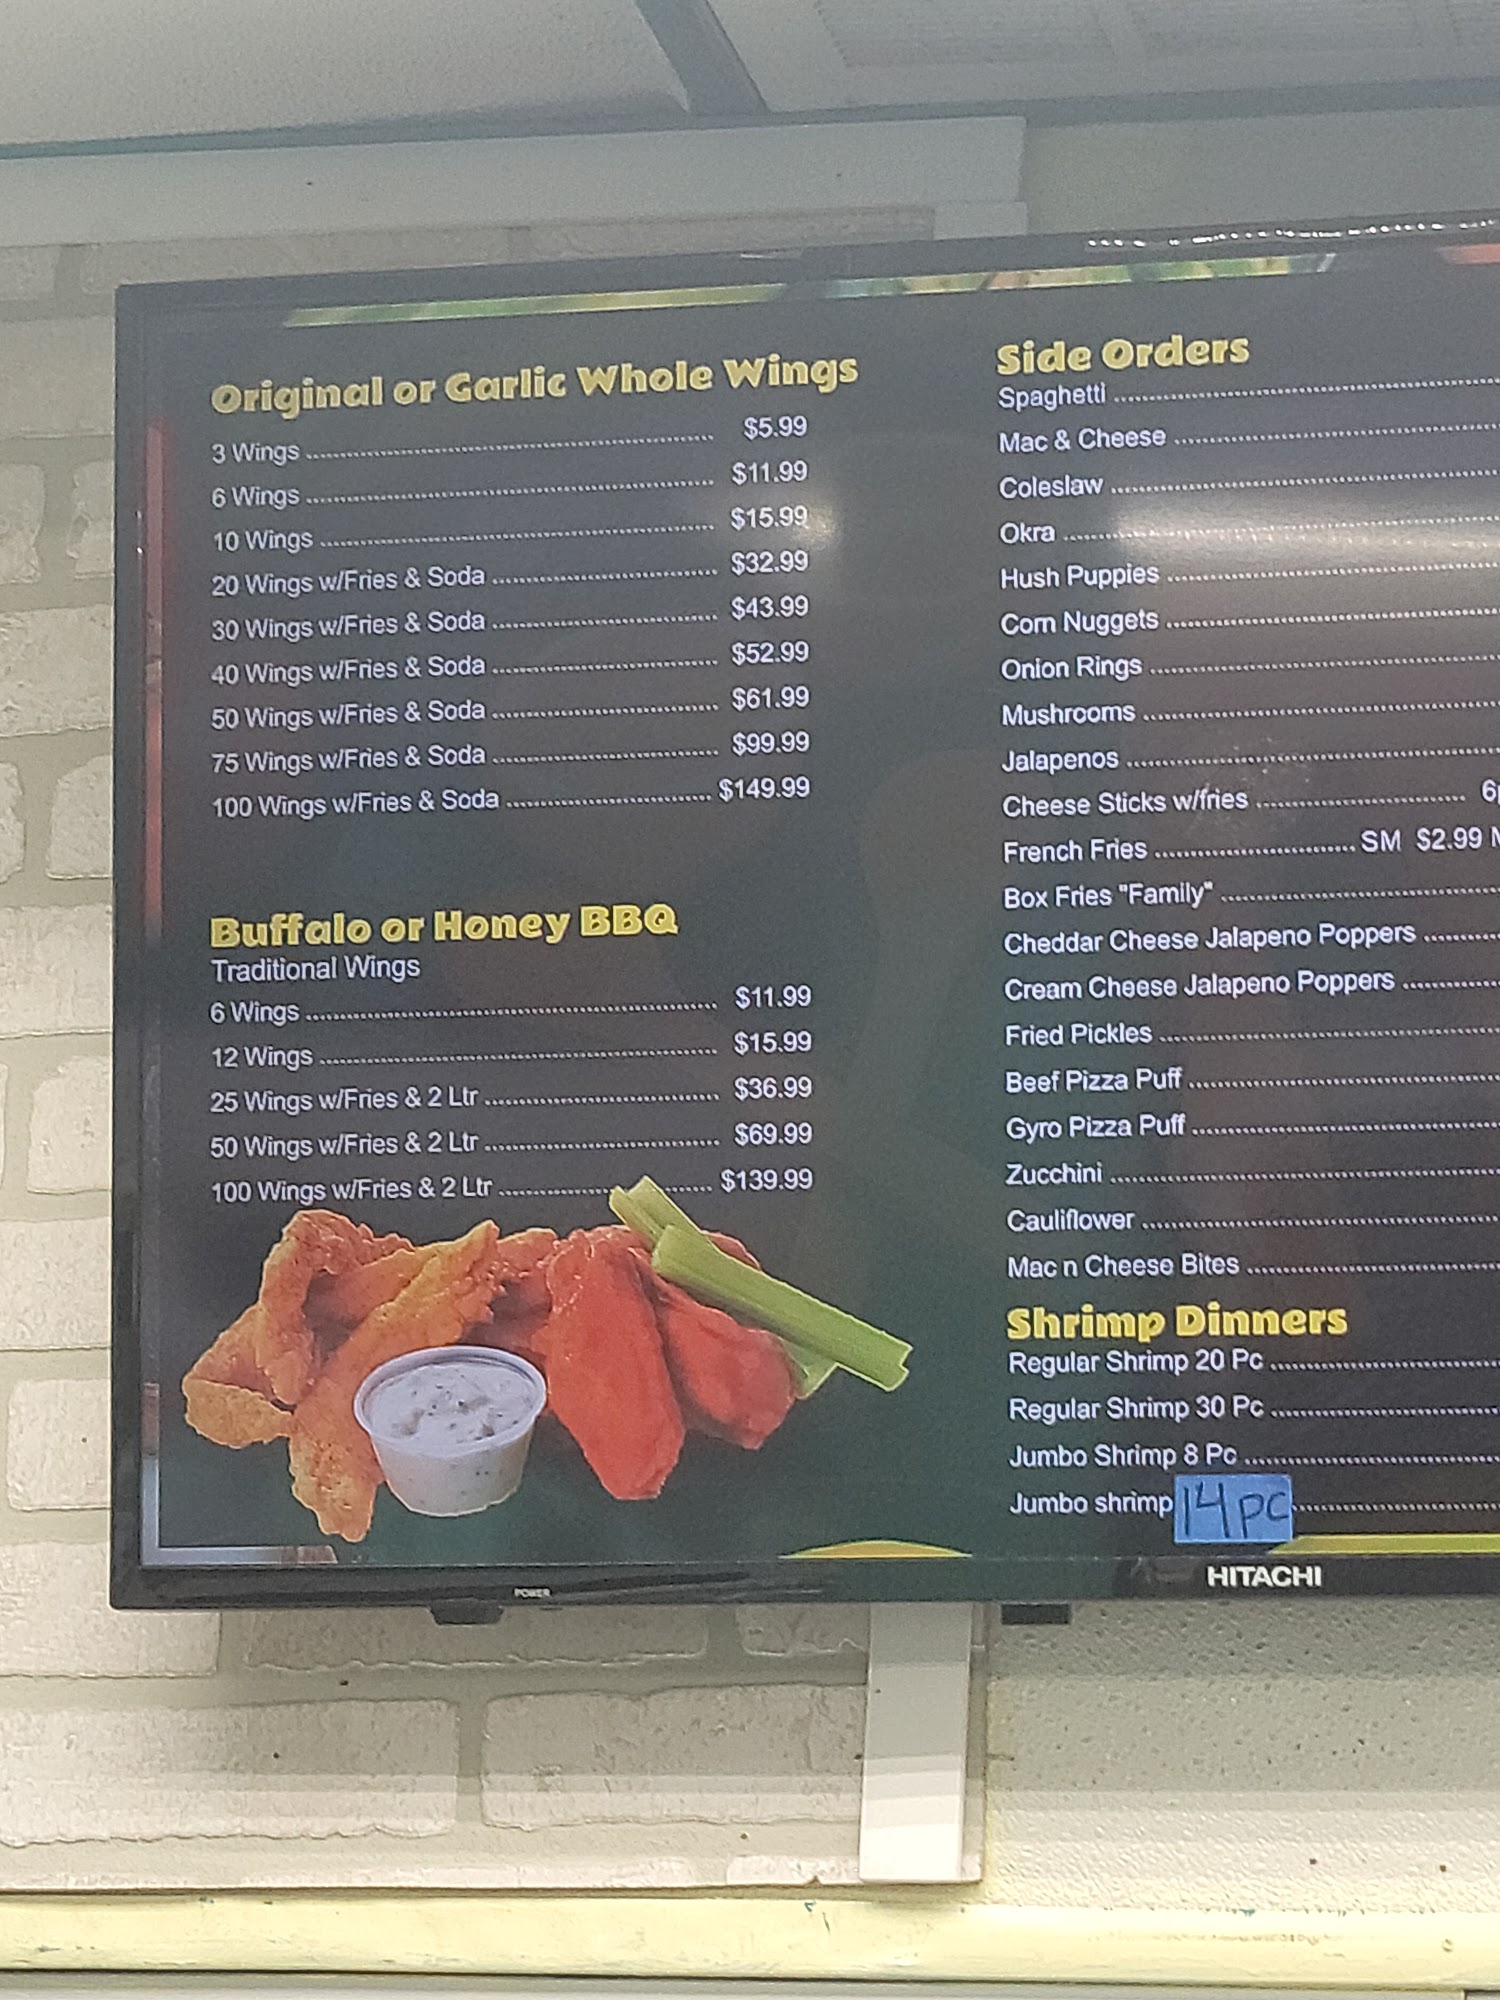 Original or Garlic Whole Wings
3 Wings $5.99
6 Wings $11.99
10 Wings $15.99
20 Wings w/Fries & Soda $32.99
30 Wings w/Fries & Soda $43.99
40 Wings w/Fries & Soda $52.99
50 Wings w/Fries & Soda $61.99
75 Wings w/Fries & Soda $99.99
100 Wings w/Fries & Soda $149.99
Buffalo or Honey BBQ
Traditional Wings
6 Wings $11.99
12 Wings $15.99
25 Wings w/Fries & 2 Ltr $36.99
50 Wings w/Fries & 2 Ltr $69.99
100 Wings w/Fries & 2 Ltr $139.99
Side Orders
Spaghetti
Mac & Cheese
Coleslaw
Okra
Hush Puppies
Corn Nuggets
Onion Rings
Mushrooms
Jalapenos
Cheese Sticks w/fries
French Fries SM $2.99
Box Fries "Family"
Cheddar Cheese Jalapeno Poppers
Cream Cheese Jalapeno Poppers
Fried Pickles
Beef Pizza Puff
Gyro Pizza Puff
Zucchini
Cauliflower
Mac n Cheese Bites
Shrimp Dinners
Regular Shrimp 20 Pc
Regular Shrimp 30 Pc
Jumbo Shrimp 8 Pc
Jumbo shrimp 14 PC
HITACHI
POWER